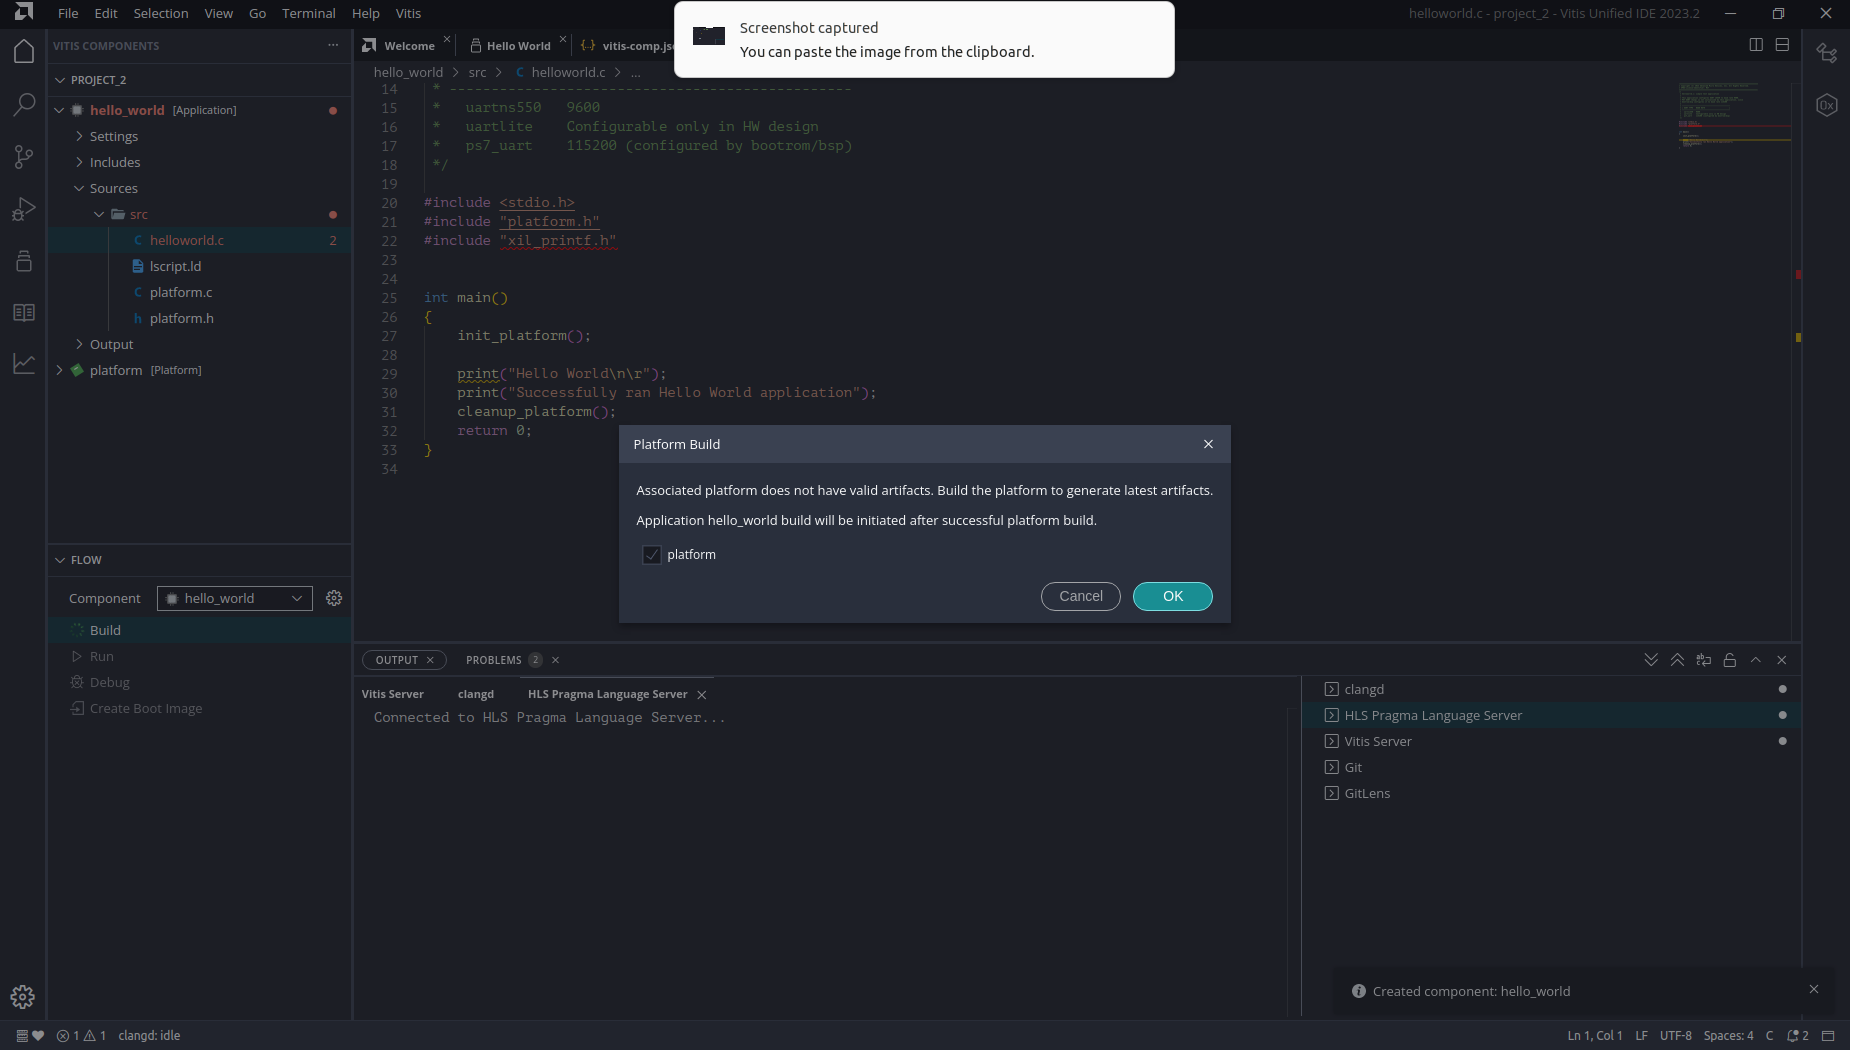 File Edit Selection View Go Terminal Help Vitis
helloworld.c - project_2 - Vitis Unified IDE 2023.2
Screenshot captured
You can paste the image from the clipboard.
VITIS COMPONENTS
PROJECT_2
hello_world [Application]
Settings
Includes
Sources
src
helloworld.c 2
lscript.ld
platform.c
platform.h
Output
platform [Platform]
FLOW
Component hello_world
Build
Run
Debug
Create Boot Image
Welcome Hello World {..} vitis-comp.js
hello_world > src > C helloworld.c > ...
14 * ------------------------------------------------
15 * uartns550 9600
16 * uartlite Configurable only in HW design
17 * ps7_uart 115200 (configured by bootrom/bsp)
18 */
19
20 #include <stdio.h>
21 #include "platform.h"
22 #include "xil_printf.h"
23
24
25 int main()
26 {
27 init_platform();
28
29 print("Hello World\n\r");
30 print("Successfully ran Hello World application");
31 cleanup_platform();
32 return 0;
33 }
34
Platform Build
Associated platform does not have valid artifacts. Build the platform to generate latest artifacts.
Application hello_world build will be initiated after successful platform build.
platform
Cancel OK
OUTPUT PROBLEMS 2
Vitis Server clangd HLS Pragma Language Server
Connected to HLS Pragma Language Server...
clangd
HLS Pragma Language Server
Vitis Server
Git
GitLens
0x
Created component: hello_world
1 1 clangd: idle
Ln 1, Col 1 LF UTF-8 Spaces: 4 C 2